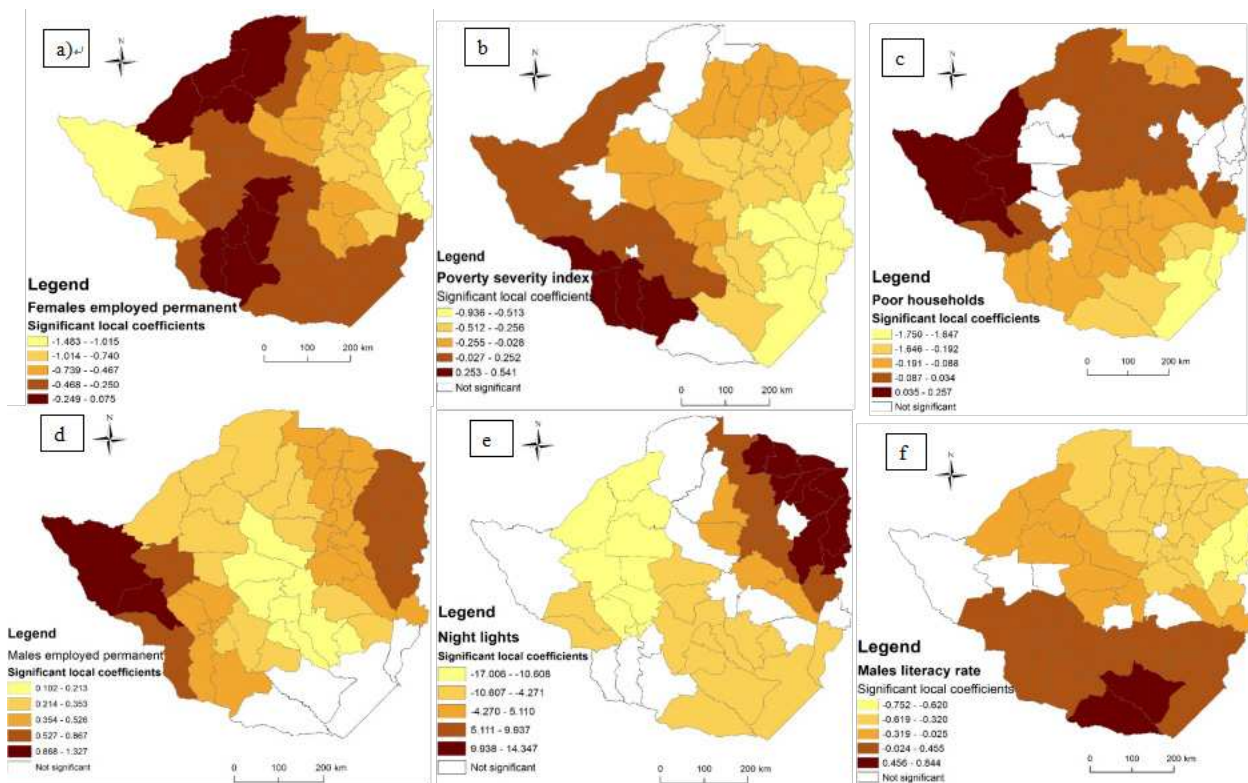 a)↵
N
Legend
Females employed permanent
Significant local coefficients
-1.483 - -1.015
-1.014 - -0.740
-0.739 - -0.467
-0.468 - -0.250
-0.249 - 0.075
0 100 200 km
b
N
Legend
Poverty severity index
Significant local coefficients
-0.936 - -0.513
-0.512 - -0.256
-0.255 - -0.028
-0.027 - 0.252
0.253 - 0.541
Not significant
0 100 200 km
c
N
Legend
Poor households
Significant local coefficients
-1.750 - -1.647
-1.646 - -0.192
-0.191 - -0.088
-0.087 - 0.034
0.035 - 0.257
Not significant
0 100 200 km
d
N
Legend
Males employed permanent
Significant local coefficients
0.102 - 0.213
0.214 - 0.353
0.354 - 0.526
0.527 - 0.867
0.868 - 1.327
Not significant
0 100 200 km
e
N
Legend
Night lights
Significant local coefficients
-17.006 - -10.608
-10.607 - -4.271
-4.270 - 5.110
5.111 - 9.937
9.938 - 14.347
Not significant
0 100 200 km
f
N
Legend
Males literacy rate
Significant local coefficients
-0.752 - -0.620
-0.619 - -0.320
-0.319 - -0.025
-0.024 - 0.455
0.456 - 0.844
Not significant
0 100 200 km